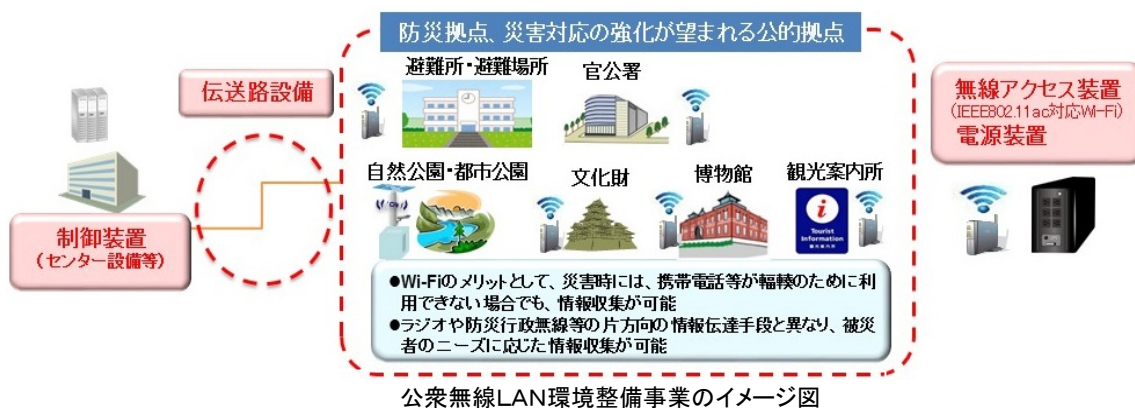 防災拠点、災害対応の強化が望まれる公的拠点
避難所・避難場所
官公署
伝送路設備
無線アクセス装置
(IEEE802.11ac対応Wi-Fi)
電源装置
自然公園・都市公園
文化財
博物館
観光案内所
i
Tourist
Information
観光案内所
制御装置
(センター設備等)
●Wi-Fiのメリットとして、災害時には、携帯電話等が輻輳のために利
用できない場合でも、情報収集が可能
●ラジオや防災行政無線等の片方向の情報伝達手段と異なり、被災
者のニーズに応じた情報収集が可能
公衆無線LAN環境整備事業のイメージ図